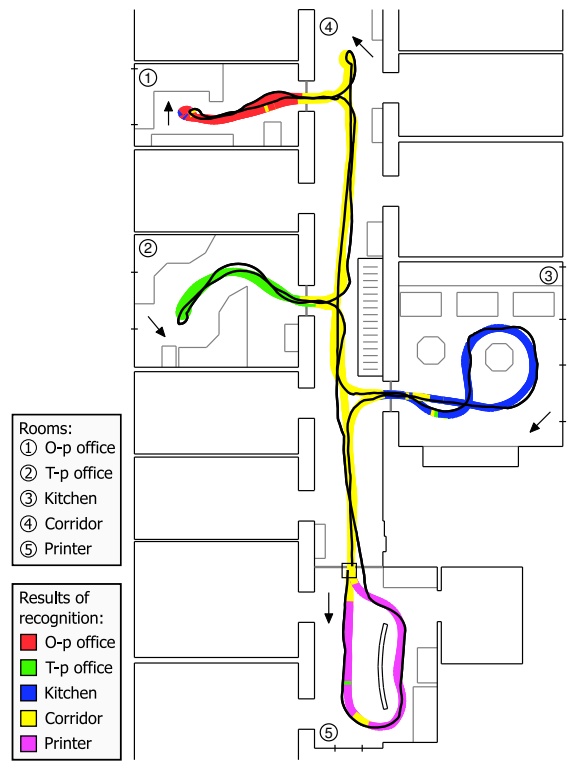 ④
①
②
③
Rooms:
① O-p office
② T-p office
③ Kitchen
④ Corridor
⑤ Printer
Results of
recognition:
O-p office
T-p office
Kitchen
Corridor
Printer
⑤